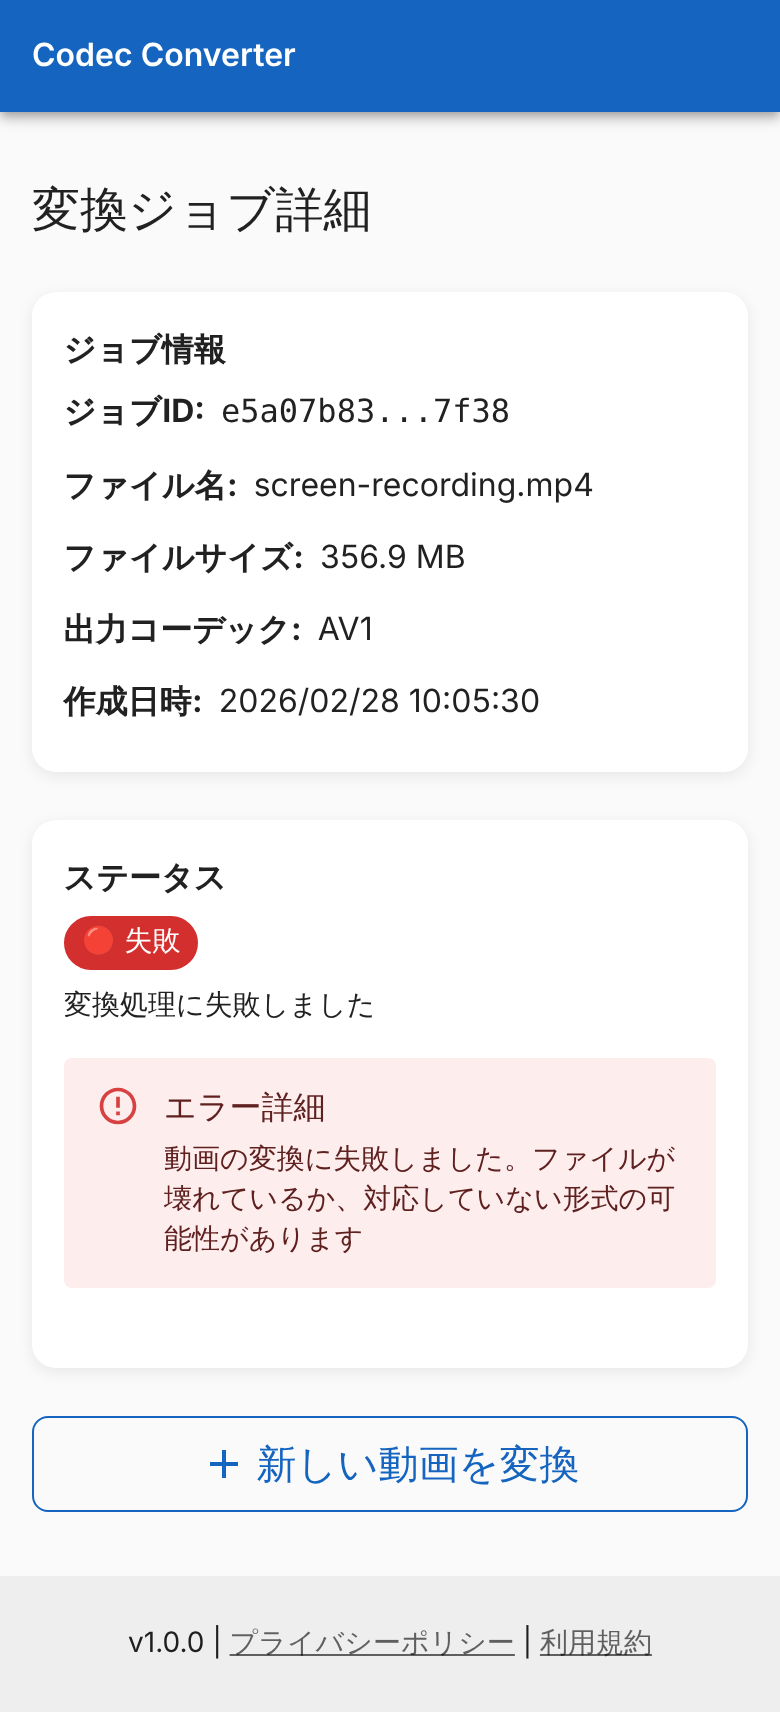 Codec Converter
変換ジョブ詳細
ジョブ情報
ジョブID: e5a07b83...7f38
ファイル名: screen-recording.mp4
ファイルサイズ: 356.9 MB
出力コーデック: AV1
作成日時: 2026/02/28 10:05:30
ステータス
失敗
変換処理に失敗しました
エラー詳細
動画の変換に失敗しました。ファイルが
壊れているか、対応していない形式の可
能性があります
+ 新しい動画を変換
v1.0.0 | プライバシーポリシー | 利用規約